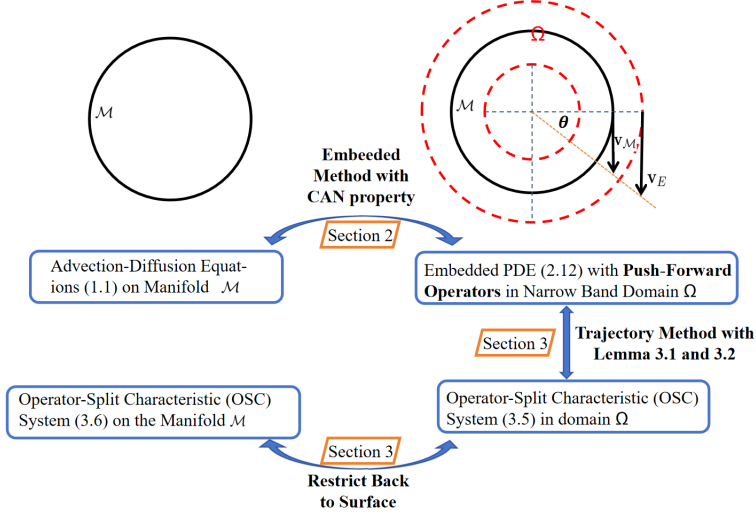 Ω
ℳ
ℳ
θ
v_ℳ
v_E
Embeeded
Method with
CAN property
Section 2
Advection-Diffusion Equat-
ions (1.1) on Manifold ℳ
Embedded PDE (2.12) with Push-Forward
Operators in Narrow Band Domain Ω
Section 3
Trajectory Method with
Lemma 3.1 and 3.2
Operator-Split Characteristic (OSC)
System (3.6) on the Manifold ℳ
Operator-Split Characteristic (OSC)
System (3.5) in domain Ω
Section 3
Restrict Back
to Surface